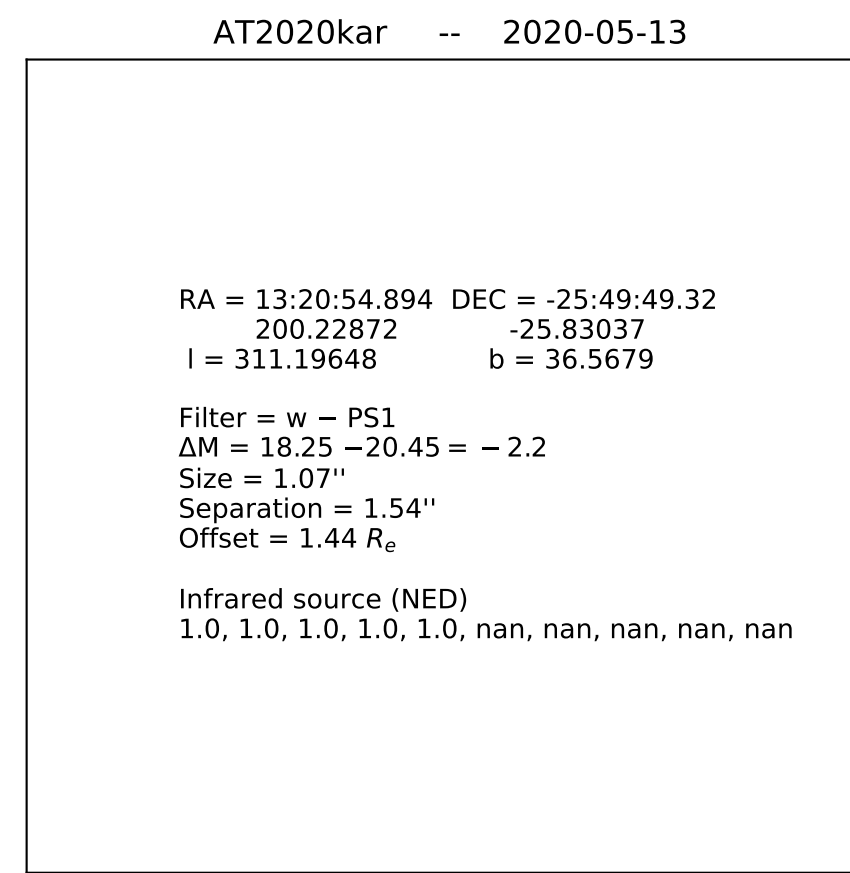 AT2020kar -- 2020-05-13
RA = 13:20:54.894 DEC = -25:49:49.32
200.22872 -25.83037
l = 311.19648 b = 36.5679
Filter = w − PS1
ΔM = 18.25 −20.45 = − 2.2
Size = 1.07''
Separation = 1.54''
Offset = 1.44 Re
Infrared source (NED)
1.0, 1.0, 1.0, 1.0, 1.0, nan, nan, nan, nan, nan